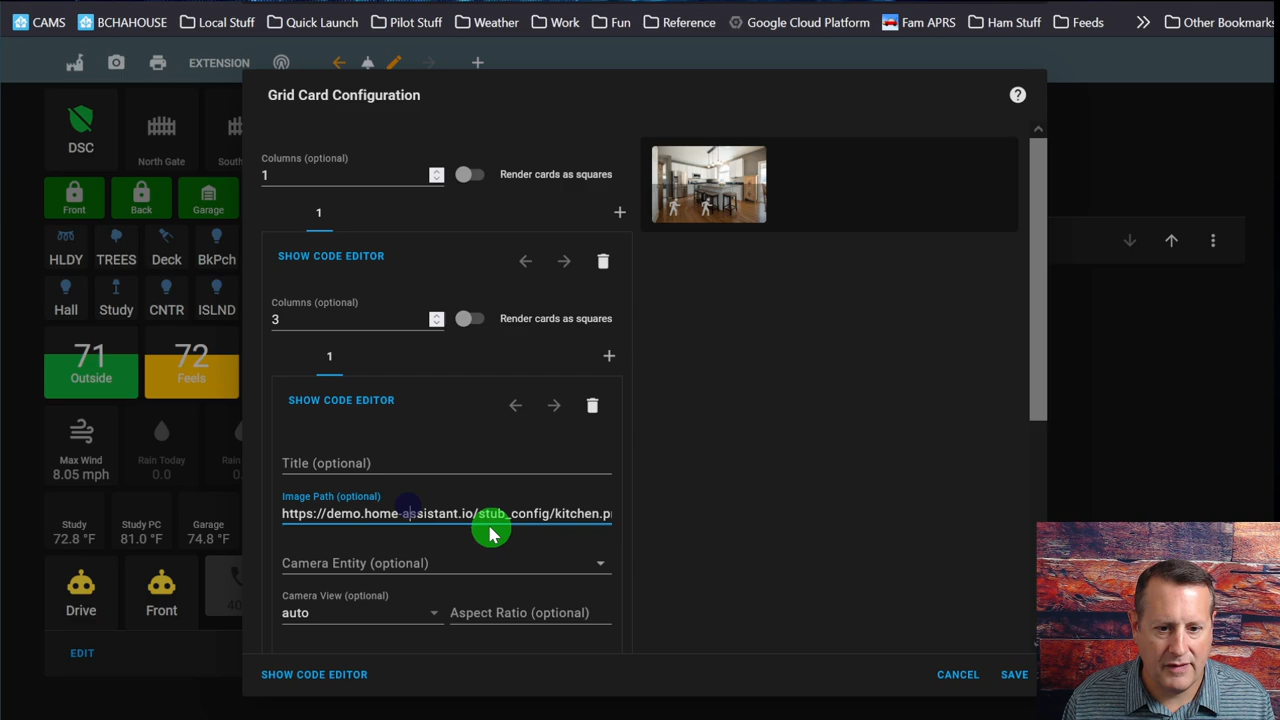 CAMS BCHAHOUSE Local Stuff Quick Launch Pilot Stuff Weather Work Fun Reference Google Cloud Platform Fam APRS Ham Stuff Feeds Other Bookmarks
EXTENSION
Grid Card Configuration
DSC
North Gate
Columns (optional)
1
Render cards as squares
1
Front Back Garage
SHOW CODE EDITOR
HLDY TREES Deck BkPch
Columns (optional)
3
Render cards as squares
Hall Study CNTR ISLND
1
71
Outside
72
Feels
SHOW CODE EDITOR
Max Wind
8.05 mph
Rain Today
0.0
Title (optional)
Image Path (optional)
https://demo.home-assistant.io/stub_config/kitchen.p
Study
72.8 °F
Study PC
81.0 °F
Garage
74.8 °F
Camera Entity (optional)
Camera View (optional)
auto
Aspect Ratio (optional)
Drive Front
EDIT
SHOW CODE EDITOR
CANCEL SAVE